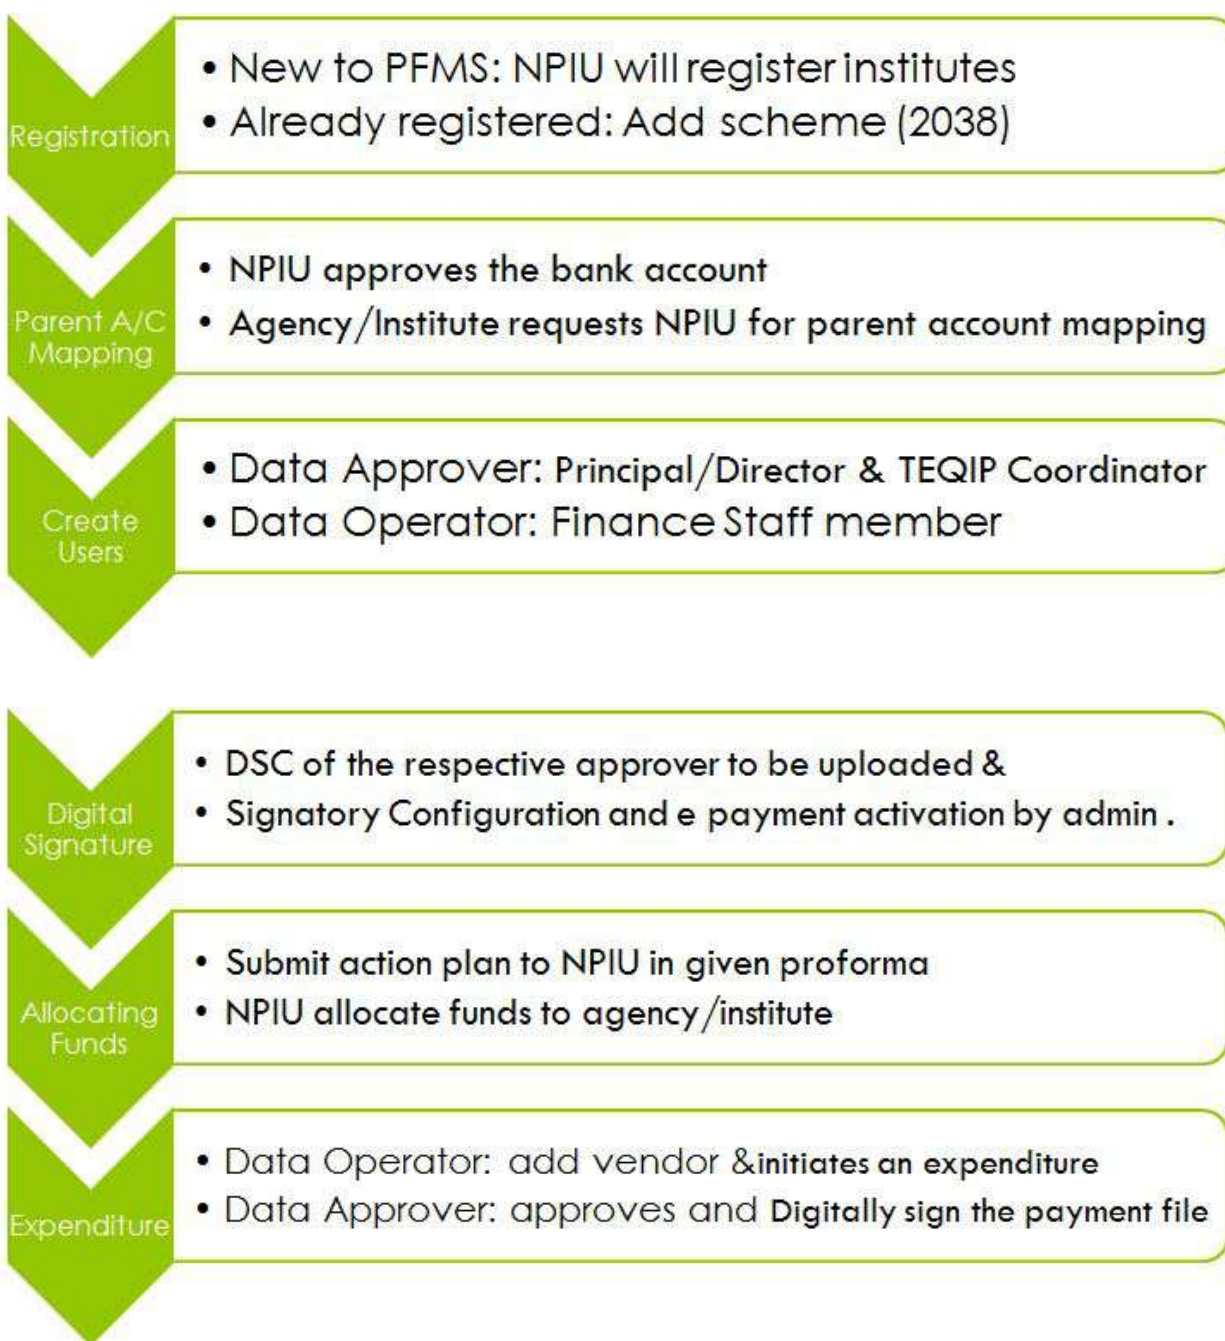 Registration
• New to PFMS: NPIU will register institutes
• Already registered: Add scheme (2038)
Parent A/C
Mapping
• NPIU approves the bank account
• Agency/Institute requests NPIU for parent account mapping
Create
Users
• Data Approver: Principal/Director & TEQIP Coordinator
• Data Operator: Finance Staff member
Digital
Signature
• DSC of the respective approver to be uploaded &
• Signatory Configuration and e payment activation by admin .
Allocating
Funds
• Submit action plan to NPIU in given proforma
• NPIU allocate funds to agency/institute
Expenditure
• Data Operator: add vendor &initiates an expenditure
• Data Approver: approves and Digitally sign the payment file